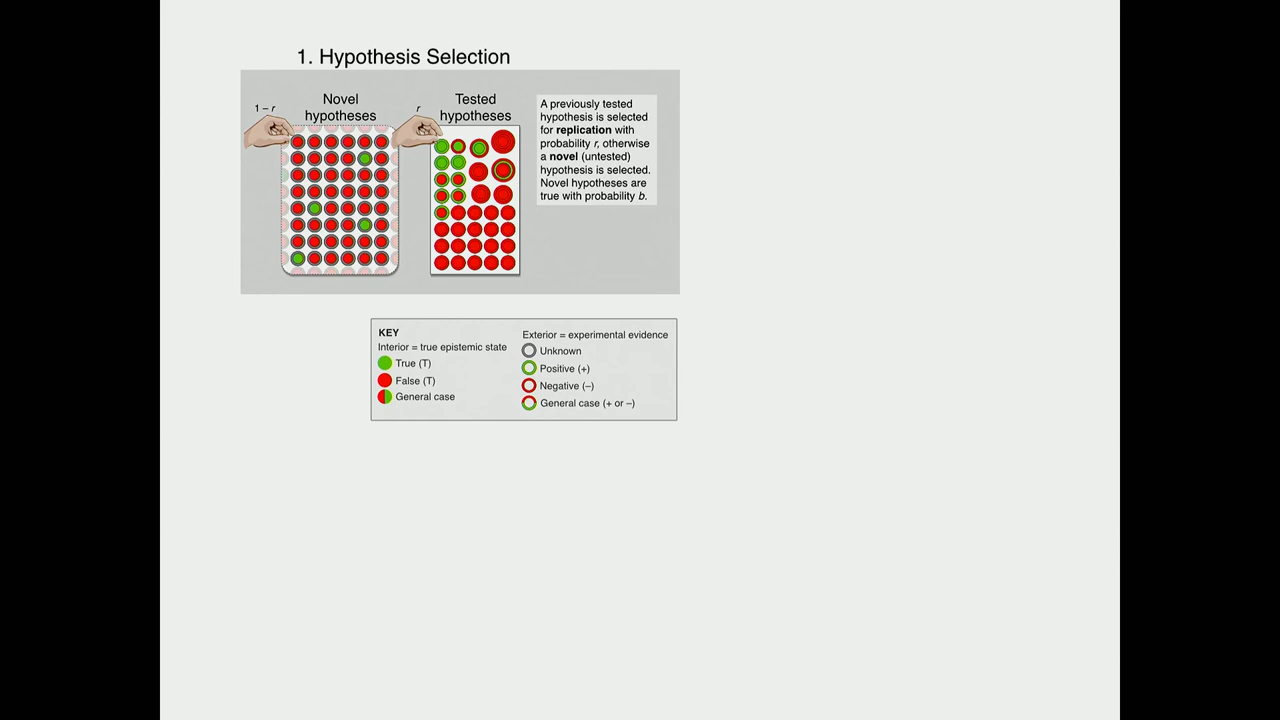 1. Hypothesis Selection
1 – r
Novel
hypotheses
r
Tested
hypotheses
A previously tested
hypothesis is selected
for replication with
probability r, otherwise
a novel (untested)
hypothesis is selected.
Novel hypotheses are
true with probability b.
KEY
Interior = true epistemic state
True (T)
False (T)
General case
Exterior = experimental evidence
Unknown
Positive (+)
Negative (–)
General case (+ or –)